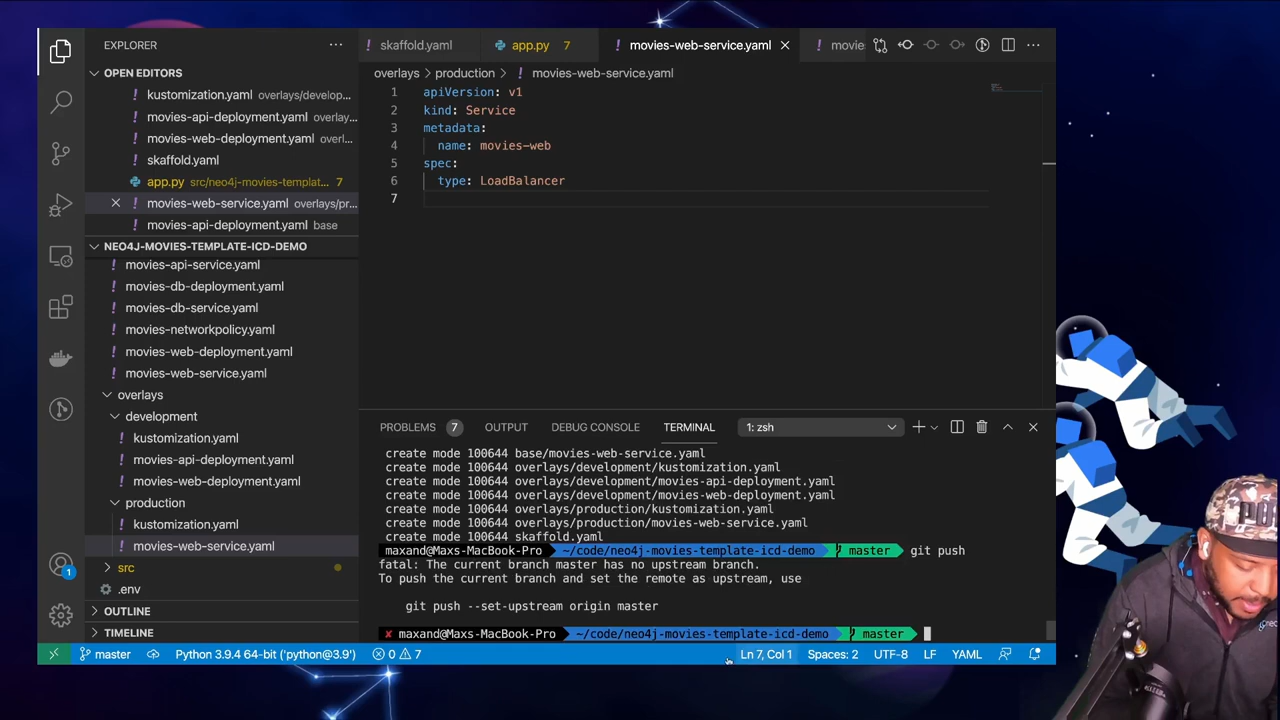 EXPLORER
···
OPEN EDITORS
! kustomization.yaml overlays/develop...
! movies-api-deployment.yaml overlay...
! movies-web-deployment.yaml overl...
! skaffold.yaml
app.py src/neo4j-movies-templat... 7
× ! movies-web-service.yaml overlays/pr...
! movies-api-deployment.yaml base
NEO4J-MOVIES-TEMPLATE-ICD-DEMO
! movies-api-service.yaml
! movies-db-deployment.yaml
! movies-db-service.yaml
! movies-networkpolicy.yaml
! movies-web-deployment.yaml
! movies-web-service.yaml
overlays
development
! kustomization.yaml
! movies-api-deployment.yaml
! movies-web-deployment.yaml
production
! kustomization.yaml
! movies-web-service.yaml
src
.env
OUTLINE
TIMELINE
1
skaffold.yaml
app.py 7
! movies-web-service.yaml ×
! movie
···
overlays > production > ! movies-web-service.yaml
1 apiVersion: v1
2 kind: Service
3 metadata:
4 name: movies-web
5 spec:
6 type: LoadBalancer
7
PROBLEMS 7 OUTPUT DEBUG CONSOLE TERMINAL 1: zsh
create mode 100644 base/movies-web-service.yaml
create mode 100644 overlays/development/kustomization.yaml
create mode 100644 overlays/development/movies-api-deployment.yaml
create mode 100644 overlays/development/movies-web-deployment.yaml
create mode 100644 overlays/production/kustomization.yaml
create mode 100644 overlays/production/movies-web-service.yaml
create mode 100644 skaffold.yaml
maxand@Maxs-MacBook-Pro ~/code/neo4j-movies-template-icd-demo master git push
fatal: The current branch master has no upstream branch.
To push the current branch and set the remote as upstream, use
git push --set-upstream origin master
✘ maxand@Maxs-MacBook-Pro ~/code/neo4j-movies-template-icd-demo master
master Python 3.9.4 64-bit ('python@3.9') 0 7 Ln 7, Col 1 Spaces: 2 UTF-8 LF YAML